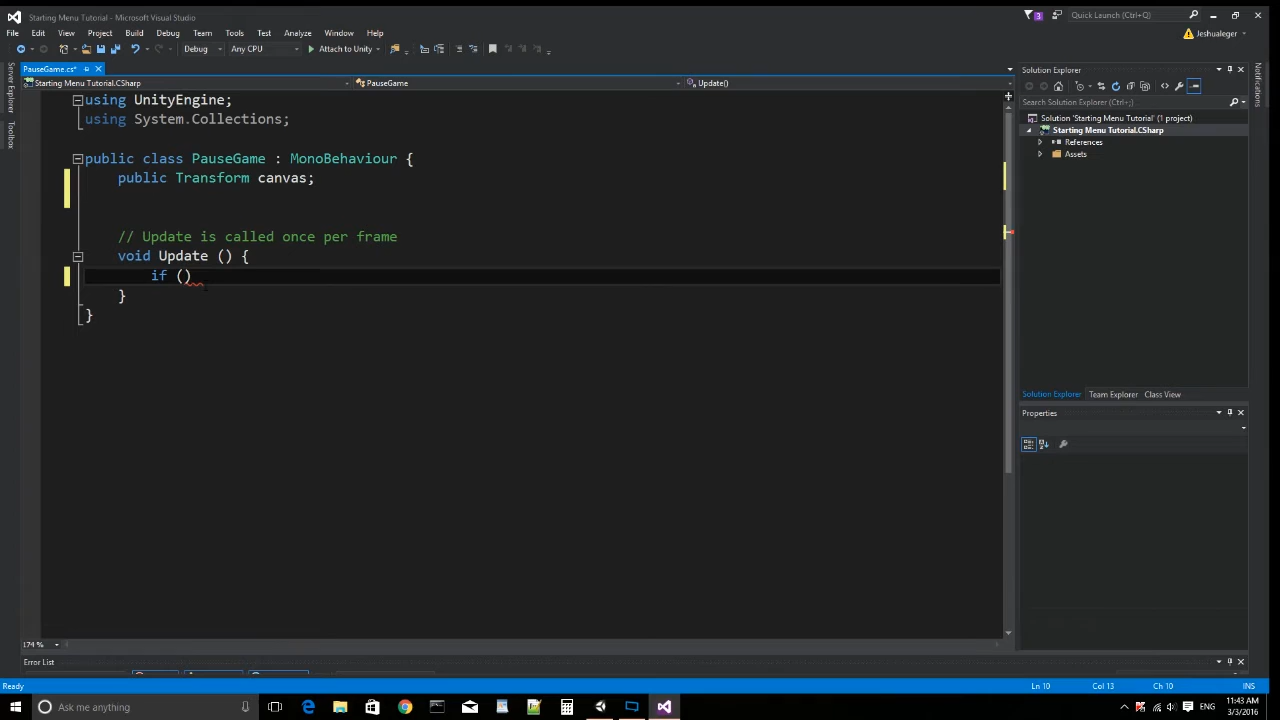 Starting Menu Tutorial - Microsoft Visual Studio
3
Quick Launch (Ctrl+Q)
File Edit View Project Build Debug Team Tools Test Analyze Window Help
Jeshualeger
Debug Any CPU Attach to Unity
Server Explorer
Toolbox
PauseGame.cs*
Starting Menu Tutorial.CSharp PauseGame Update()
using UnityEngine;
using System.Collections;
public class PauseGame : MonoBehaviour {
public Transform canvas;
// Update is called once per frame
void Update () {
if ()
}
}
174 %
Solution Explorer
Search Solution Explorer (Ctrl+;)
Solution 'Starting Menu Tutorial' (1 project)
Starting Menu Tutorial.CSharp
References
Assets
Solution Explorer Team Explorer Class View
Properties
Notifications
Error List
Ready Ln 10 Col 13 Ch 10 INS
Ask me anything
ENG
11:43 AM
3/3/2016